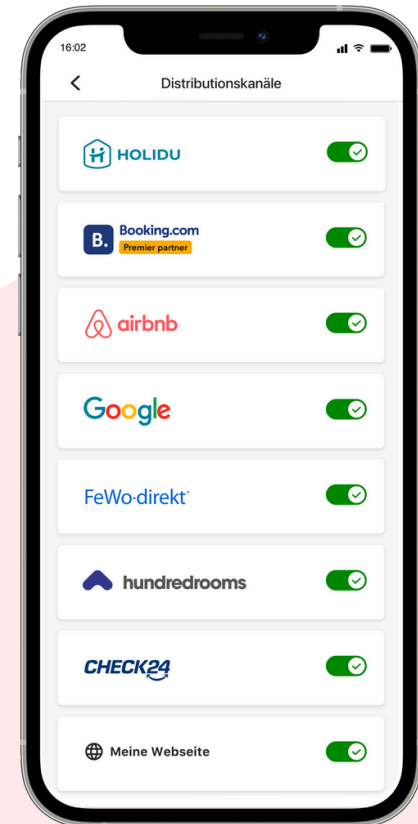 16:02
Distributionskanäle
HOLIDU
B.
Booking.com
Premier partner
airbnb
Google
FeWo-direkt®
hundredrooms
CHECK24
Meine Webseite